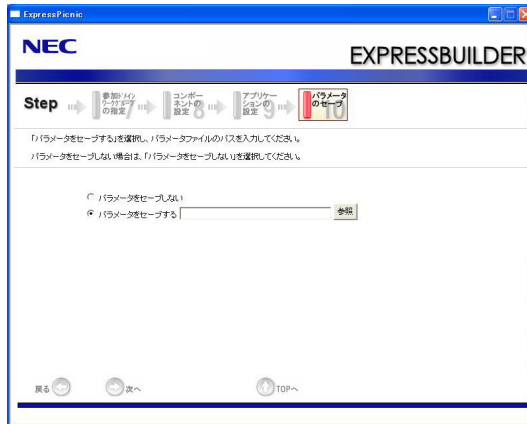 ExpressPicnic
NEC
EXPRESSBUILDER
Step
参加ドメイン
ワークグループ
の指定 7
コンポー
ネントの
設定 8
アプリケー
ションの
設定 9
パラメータ
のセーブ 10
「パラメータをセーブする」を選択し、パラメータファイルのパスを入力してください。
パラメータをセーブしない場合は、「パラメータをセーブしない」を選択してください。
パラメータをセーブしない
パラメータをセーブする 参照
戻る 次へ TOPへ